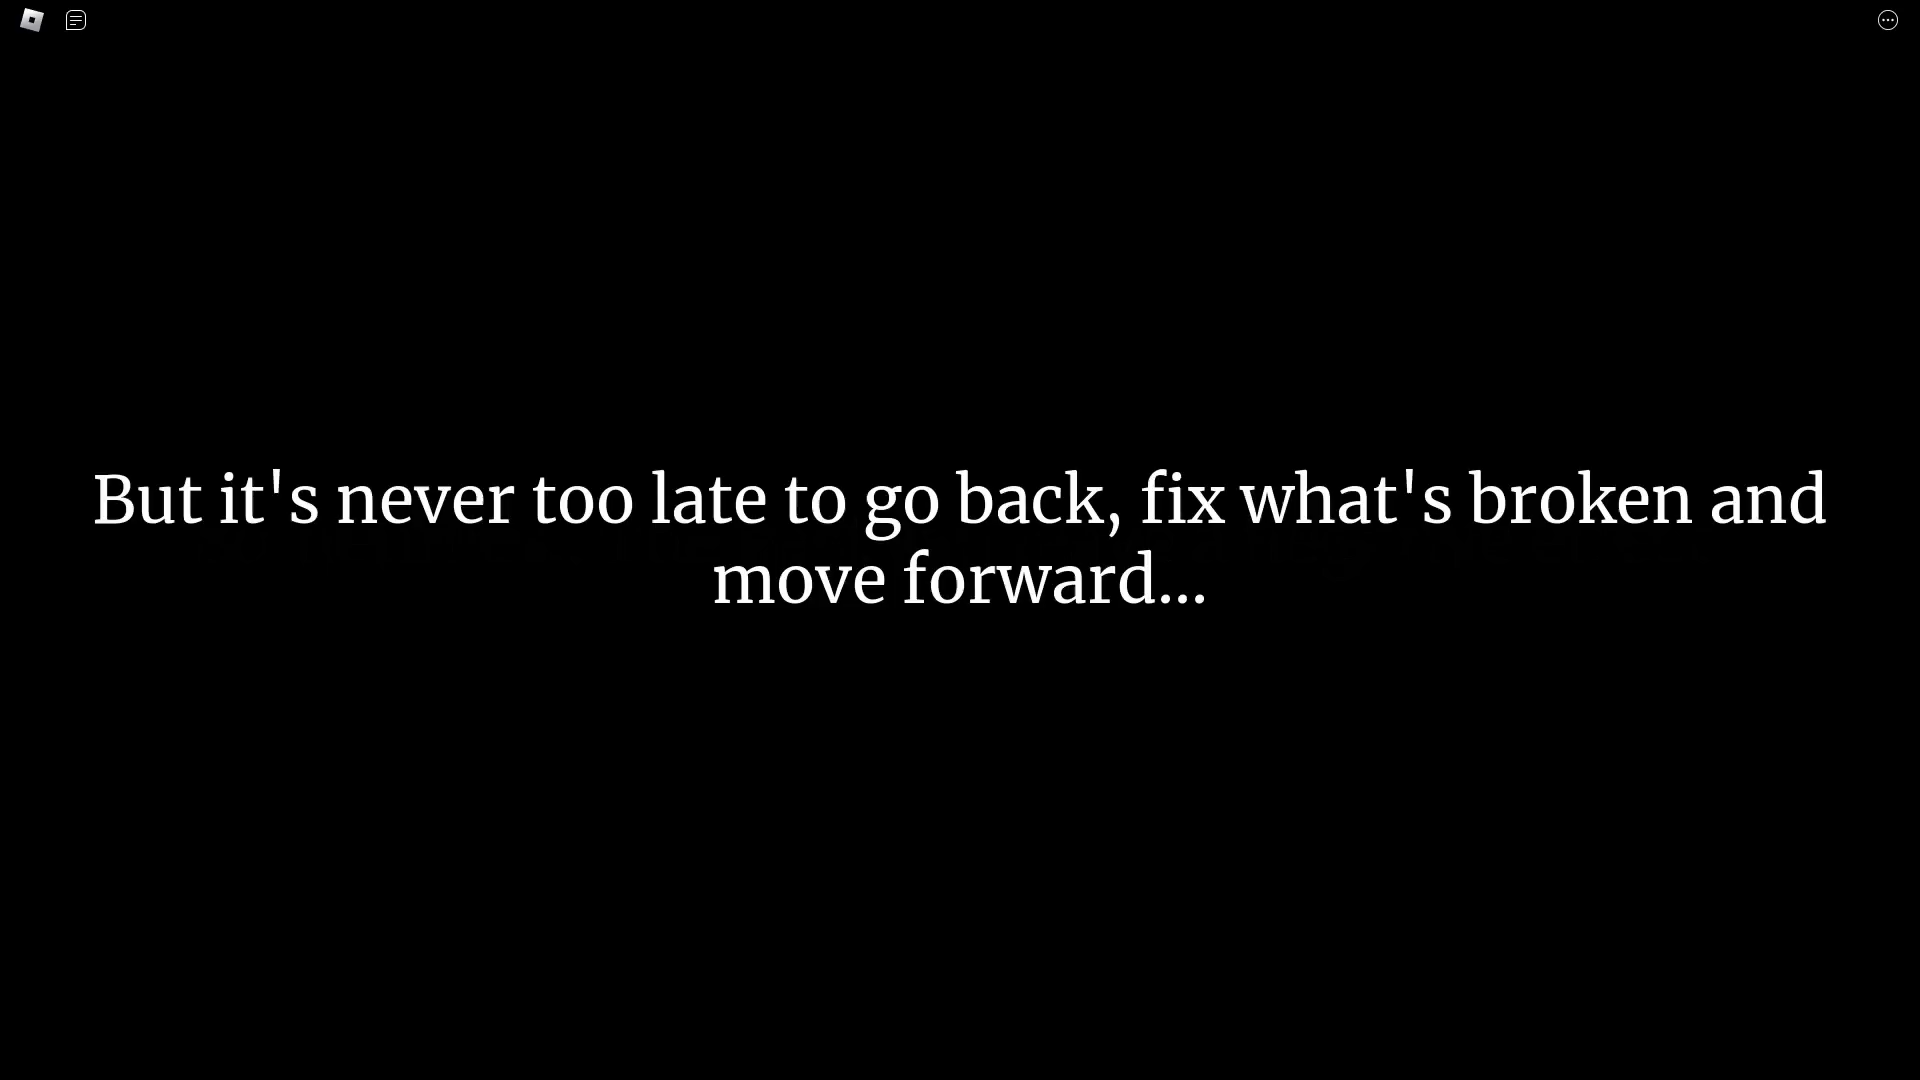 But it's never too late to go back, fix what's broken and
move forward...